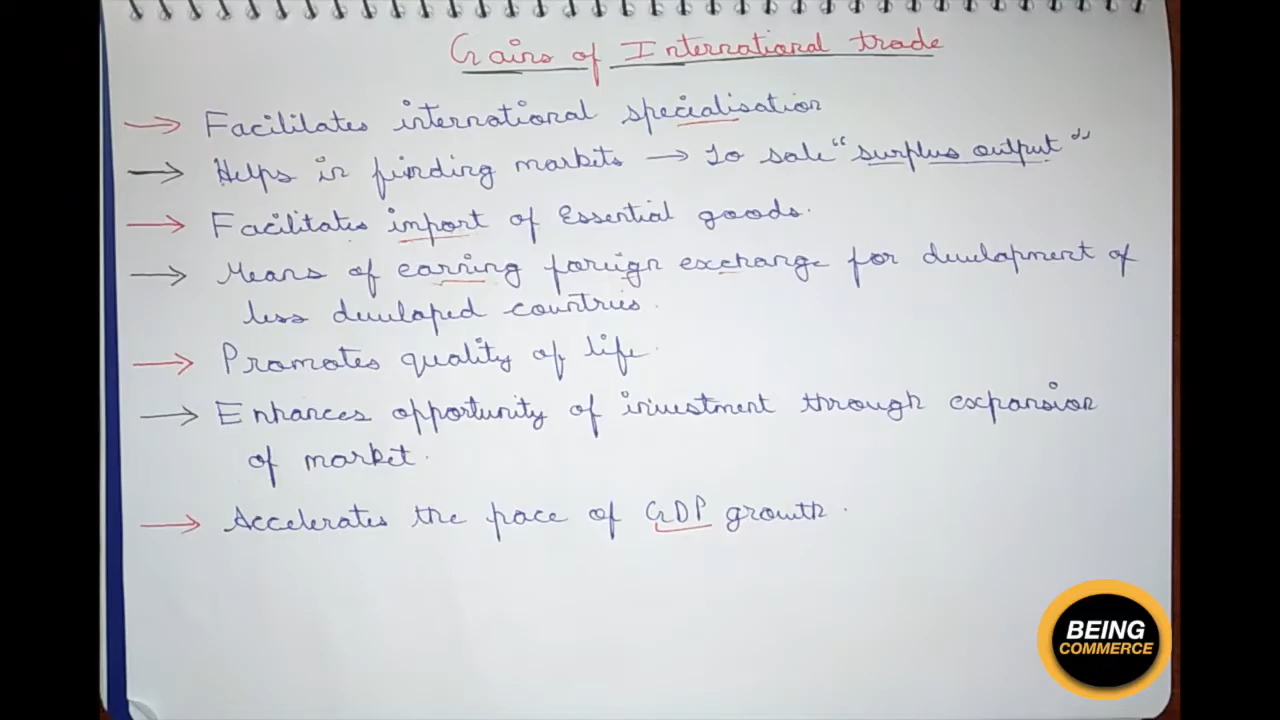 Gains of International trade
→ Facilitates international specialisation
→ Helps in finding markets → To sale "surplus output"
→ Facilitates import of Essential goods.
→ Means of earning foreign exchange for development of
less developed countries.
→ Promotes quality of life.
→ Enhances opportunity of investment through expansion
of market.
→ Accelerates the pace of GDP growth.
BEING
COMMERCE